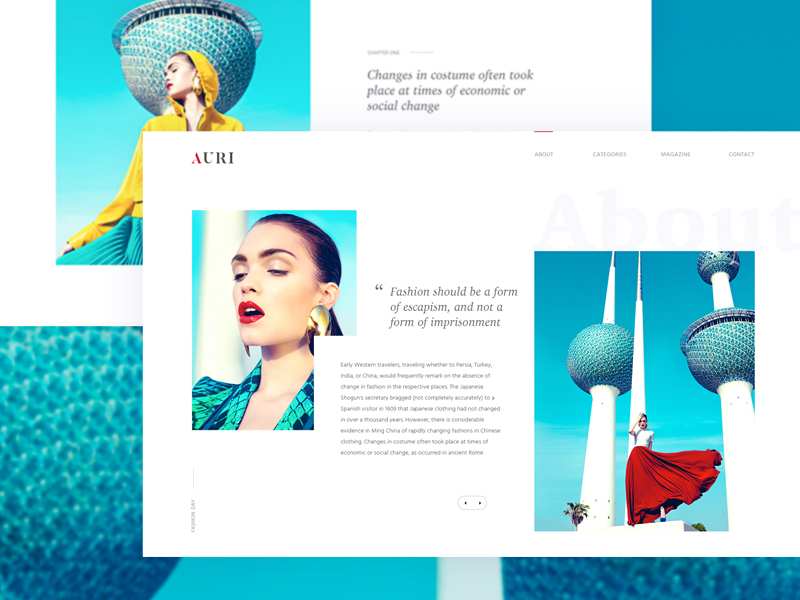 CHAPTER ONE
Changes in costume often took
place at times of economic or
social change
AURI
ABOUT
CATEGORIES
MAGAZINE
CONTACT
About
“ Fashion should be a form
of escapism, and not a
form of imprisonment
Early Western travelers, traveling whether to Persia, Turkey,
India, or China, would frequently remark on the absence of
change in fashion in the respective places. The Japanese
Shogun's secretary bragged (not completely accurately) to a
Spanish visitor in 1609 that Japanese clothing had not changed
in over a thousand years. However, there is considerable
evidence in Ming China of rapidly changing fashions in Chinese
clothing. Changes in costume often took place at times of
economic or social change, as occurred in ancient Rome
FASHION DAY